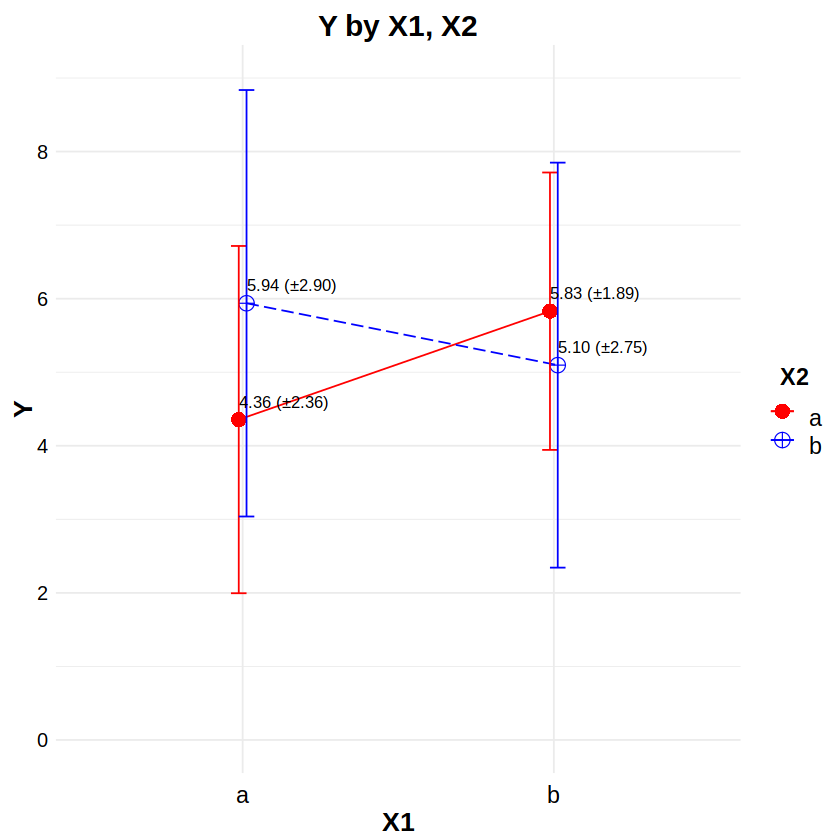 Y by X1, X2
8
6
4
2
0
Y
5.94 (±2.90)
5.83 (±1.89)
5.10 (±2.75)
4.36 (±2.36)
a
b
X1
X2
a
b